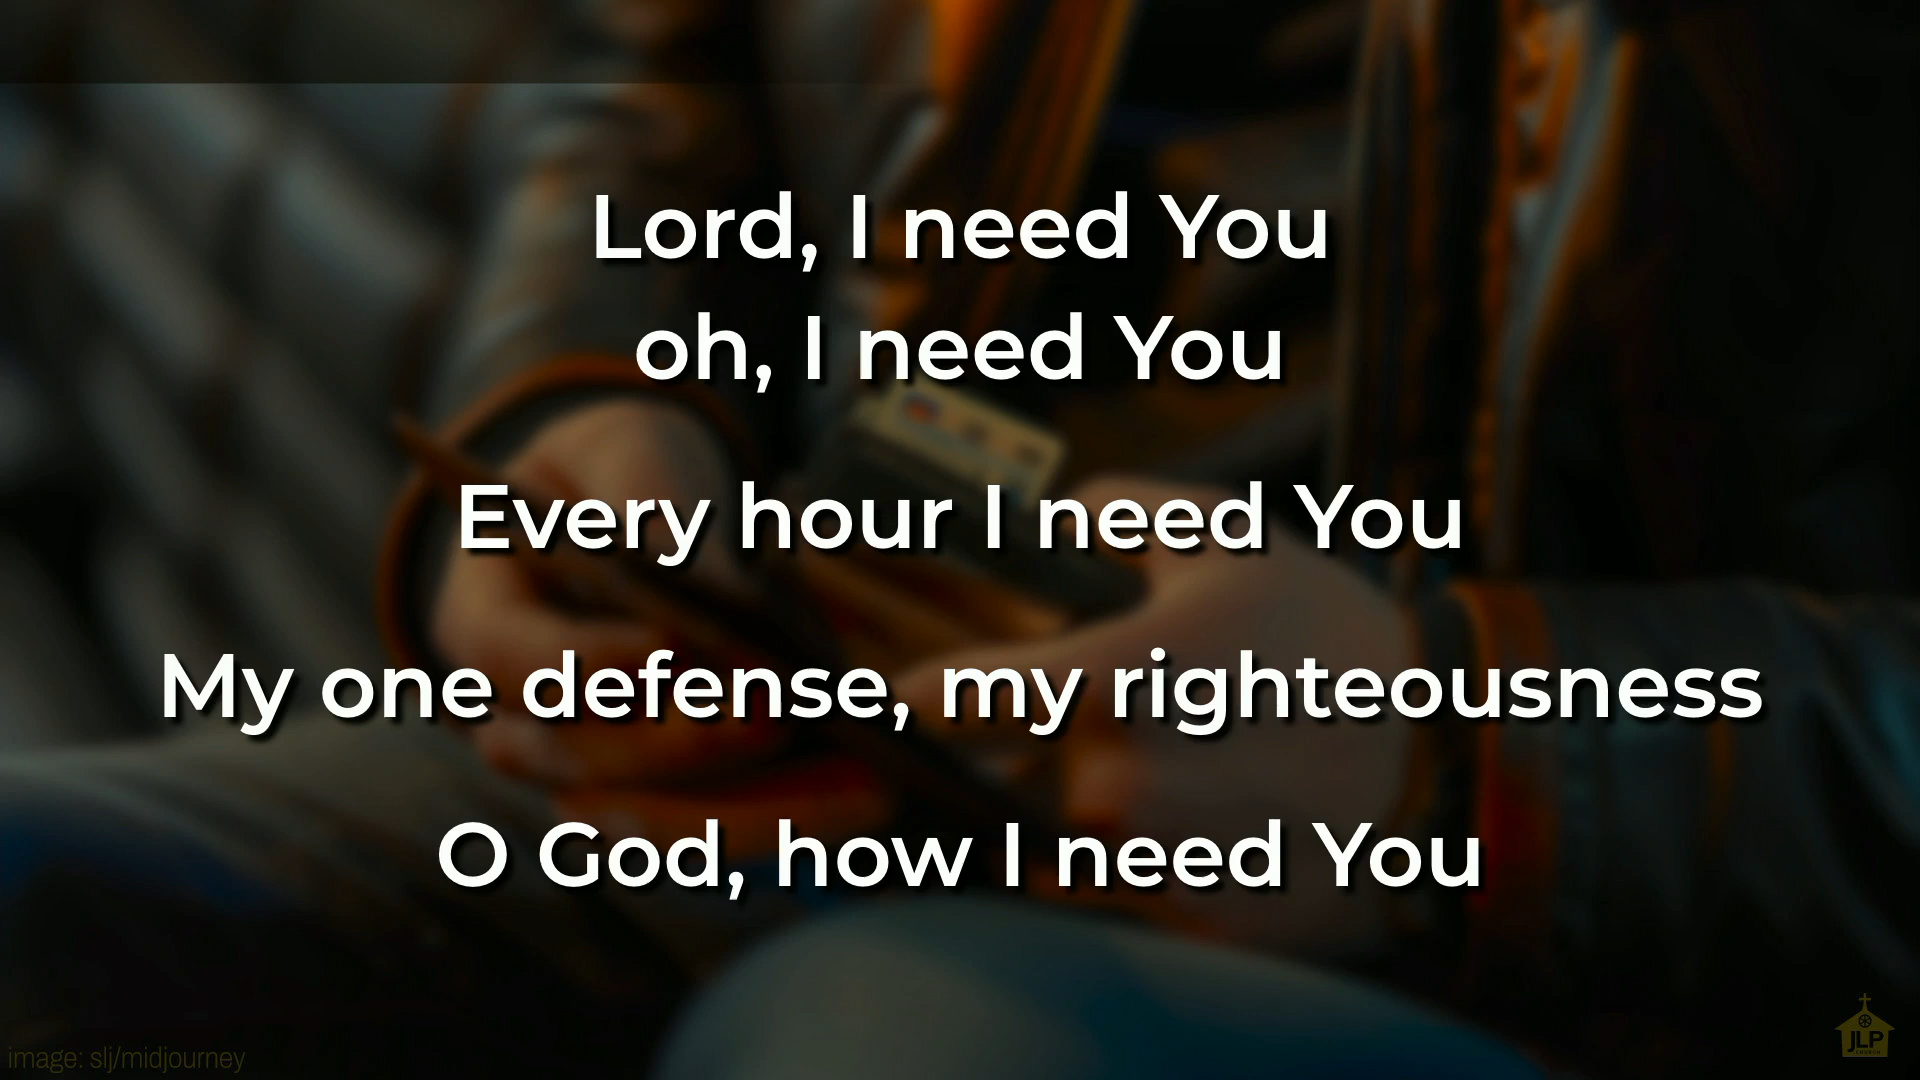 Lord, I need You
oh, I need You
Every hour I need You
My one defense, my righteousness
O God, how I need You
image: slj/midjourney
JLP
CHURCH